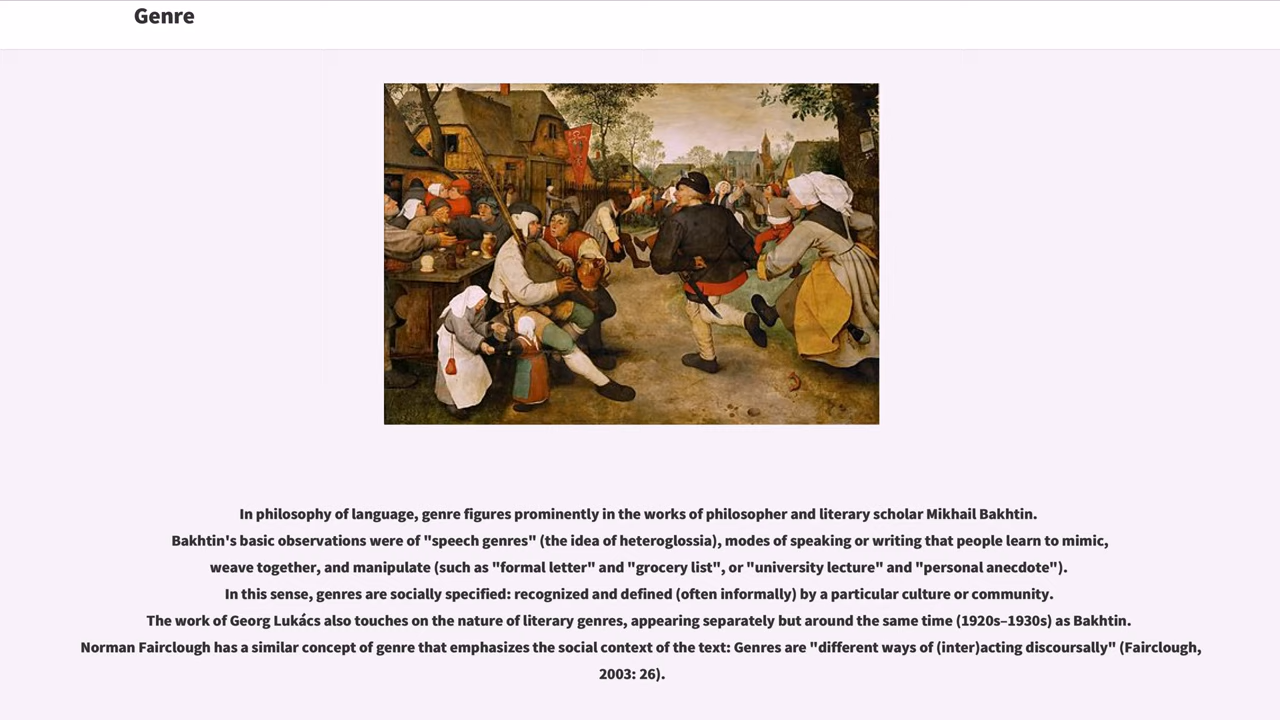 Genre
In philosophy of language, genre figures prominently in the works of philosopher and literary scholar Mikhail Bakhtin.
Bakhtin's basic observations were of "speech genres" (the idea of heteroglossia), modes of speaking or writing that people learn to mimic,
weave together, and manipulate (such as "formal letter" and "grocery list", or "university lecture" and "personal anecdote").
In this sense, genres are socially specified: recognized and defined (often informally) by a particular culture or community.
The work of Georg Lukács also touches on the nature of literary genres, appearing separately but around the same time (1920s–1930s) as Bakhtin.
Norman Fairclough has a similar concept of genre that emphasizes the social context of the text: Genres are "different ways of (inter)acting discoursally" (Fairclough,
2003: 26).